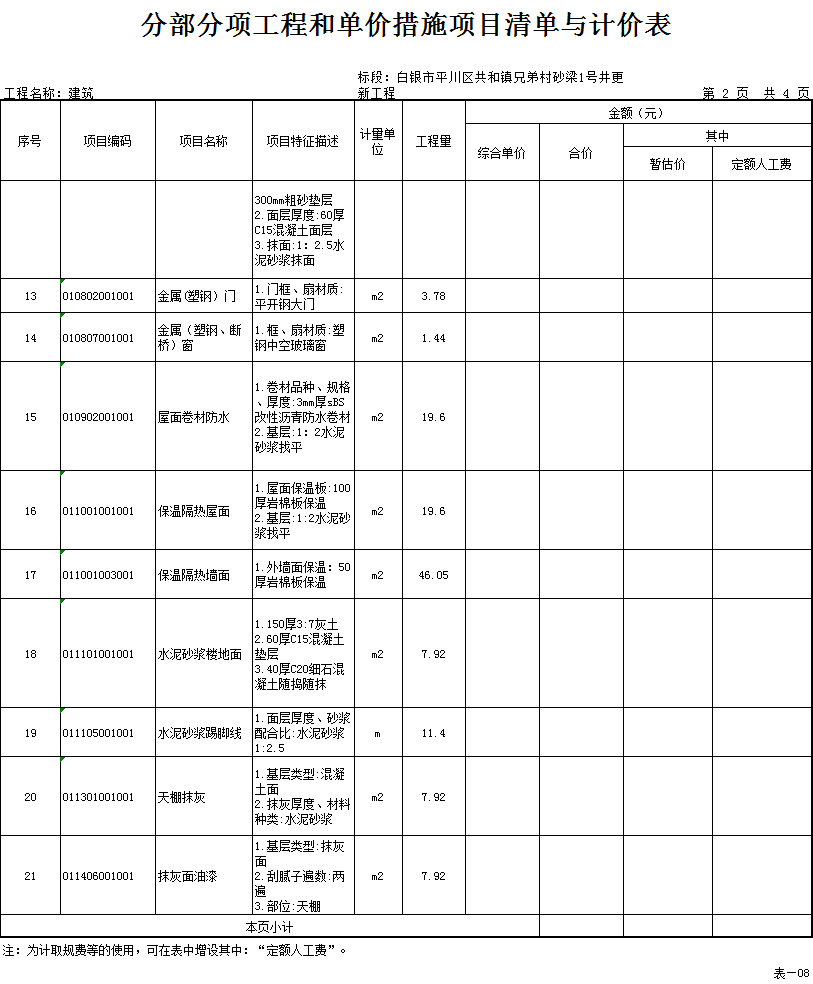 分部分项工程和单价措施项目清单与计价表
标段：白银市平川区共和镇兄弟村砂梁1号井更
工程名称：建筑 新工程 第 2 页 共 4 页
序号 项目编码 项目名称 项目特征描述 计量单位 工程量 金额（元）
综合单价 合价 其中
暂估价 定额人工费
300mm粗砂垫层
2.面层厚度:60厚
C15混凝土面层
3.抹面:1：2.5水
泥砂浆抹面
13 010802001001 金属(塑钢）门 1.门框、扇材质:
平开钢大门 m2 3.78
14 010807001001 金属（塑钢、断
桥）窗 1.框、扇材质:塑
钢中空玻璃窗 m2 1.44
15 010902001001 屋面卷材防水 1.卷材品种、规格
、厚度:3mm厚sBS
改性沥青防水卷材
2.基层:1：2水泥
砂浆找平 m2 19.6
16 011001001001 保温隔热屋面 1.屋面保温板:100
厚岩棉板保温
2.基层:1:2水泥砂
浆找平 m2 19.6
17 011001003001 保温隔热墙面 1.外墙面保温：50
厚岩棉板保温 m2 46.05
18 011101001001 水泥砂浆楼地面 1.150厚3:7灰土
2.60厚C15混凝土
垫层
3.40厚C20细石混
凝土随捣随抹 m2 7.92
19 011105001001 水泥砂浆踢脚线 1.面层厚度、砂浆
配合比:水泥砂浆
1:2.5 m 11.4
20 011301001001 天棚抹灰 1.基层类型:混凝
土面
2.抹灰厚度、材料
种类:水泥砂浆 m2 7.92
21 011406001001 抹灰面油漆 1.基层类型:抹灰
面
2.刮腻子遍数:两
遍
3.部位:天棚 m2 7.92
本页小计
注：为计取规费等的使用，可在表中增设其中：“定额人工费”。
表—08